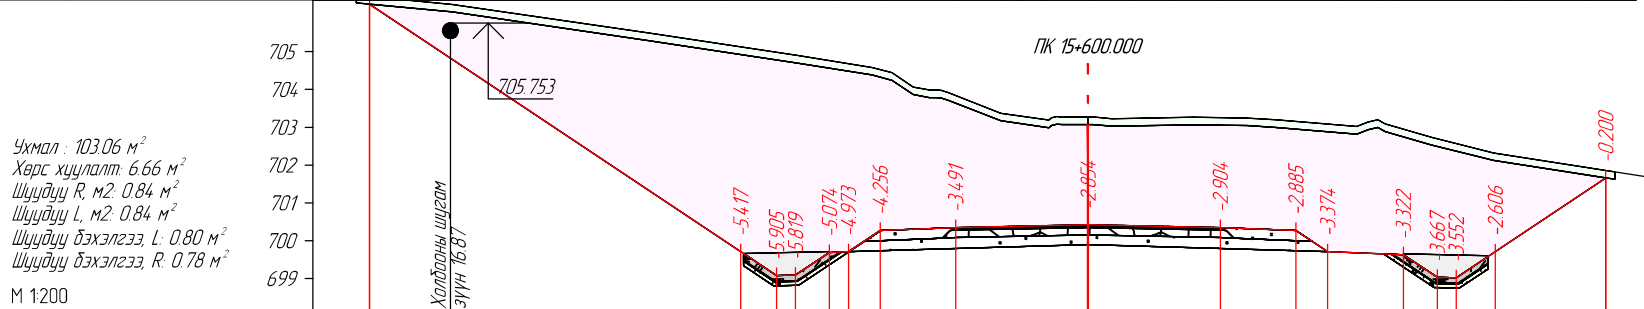 Ухмал : 103.06 м²
Хөрс хуулалт: 6.66 м²
Шуудуу R, м2: 0.84 м²
Шуудуу L, м2: 0.84 м²
Шуудуу бэхэлгээ, L: 0.80 м²
Шуудуу бэхэлгээ, R: 0.78 м²
М 1:200
705
704
703
702
701
700
699
705.753
Холбооны шугам
зүүн 16.87
ПК 15+600.000
-5.417
-5.905
-5.819
-5.074
-4.973
-4.256
-3.491
-2.854
-2.904
-2.885
-3.374
-3.322
-3.667
-3.552
-2.606
-0.200